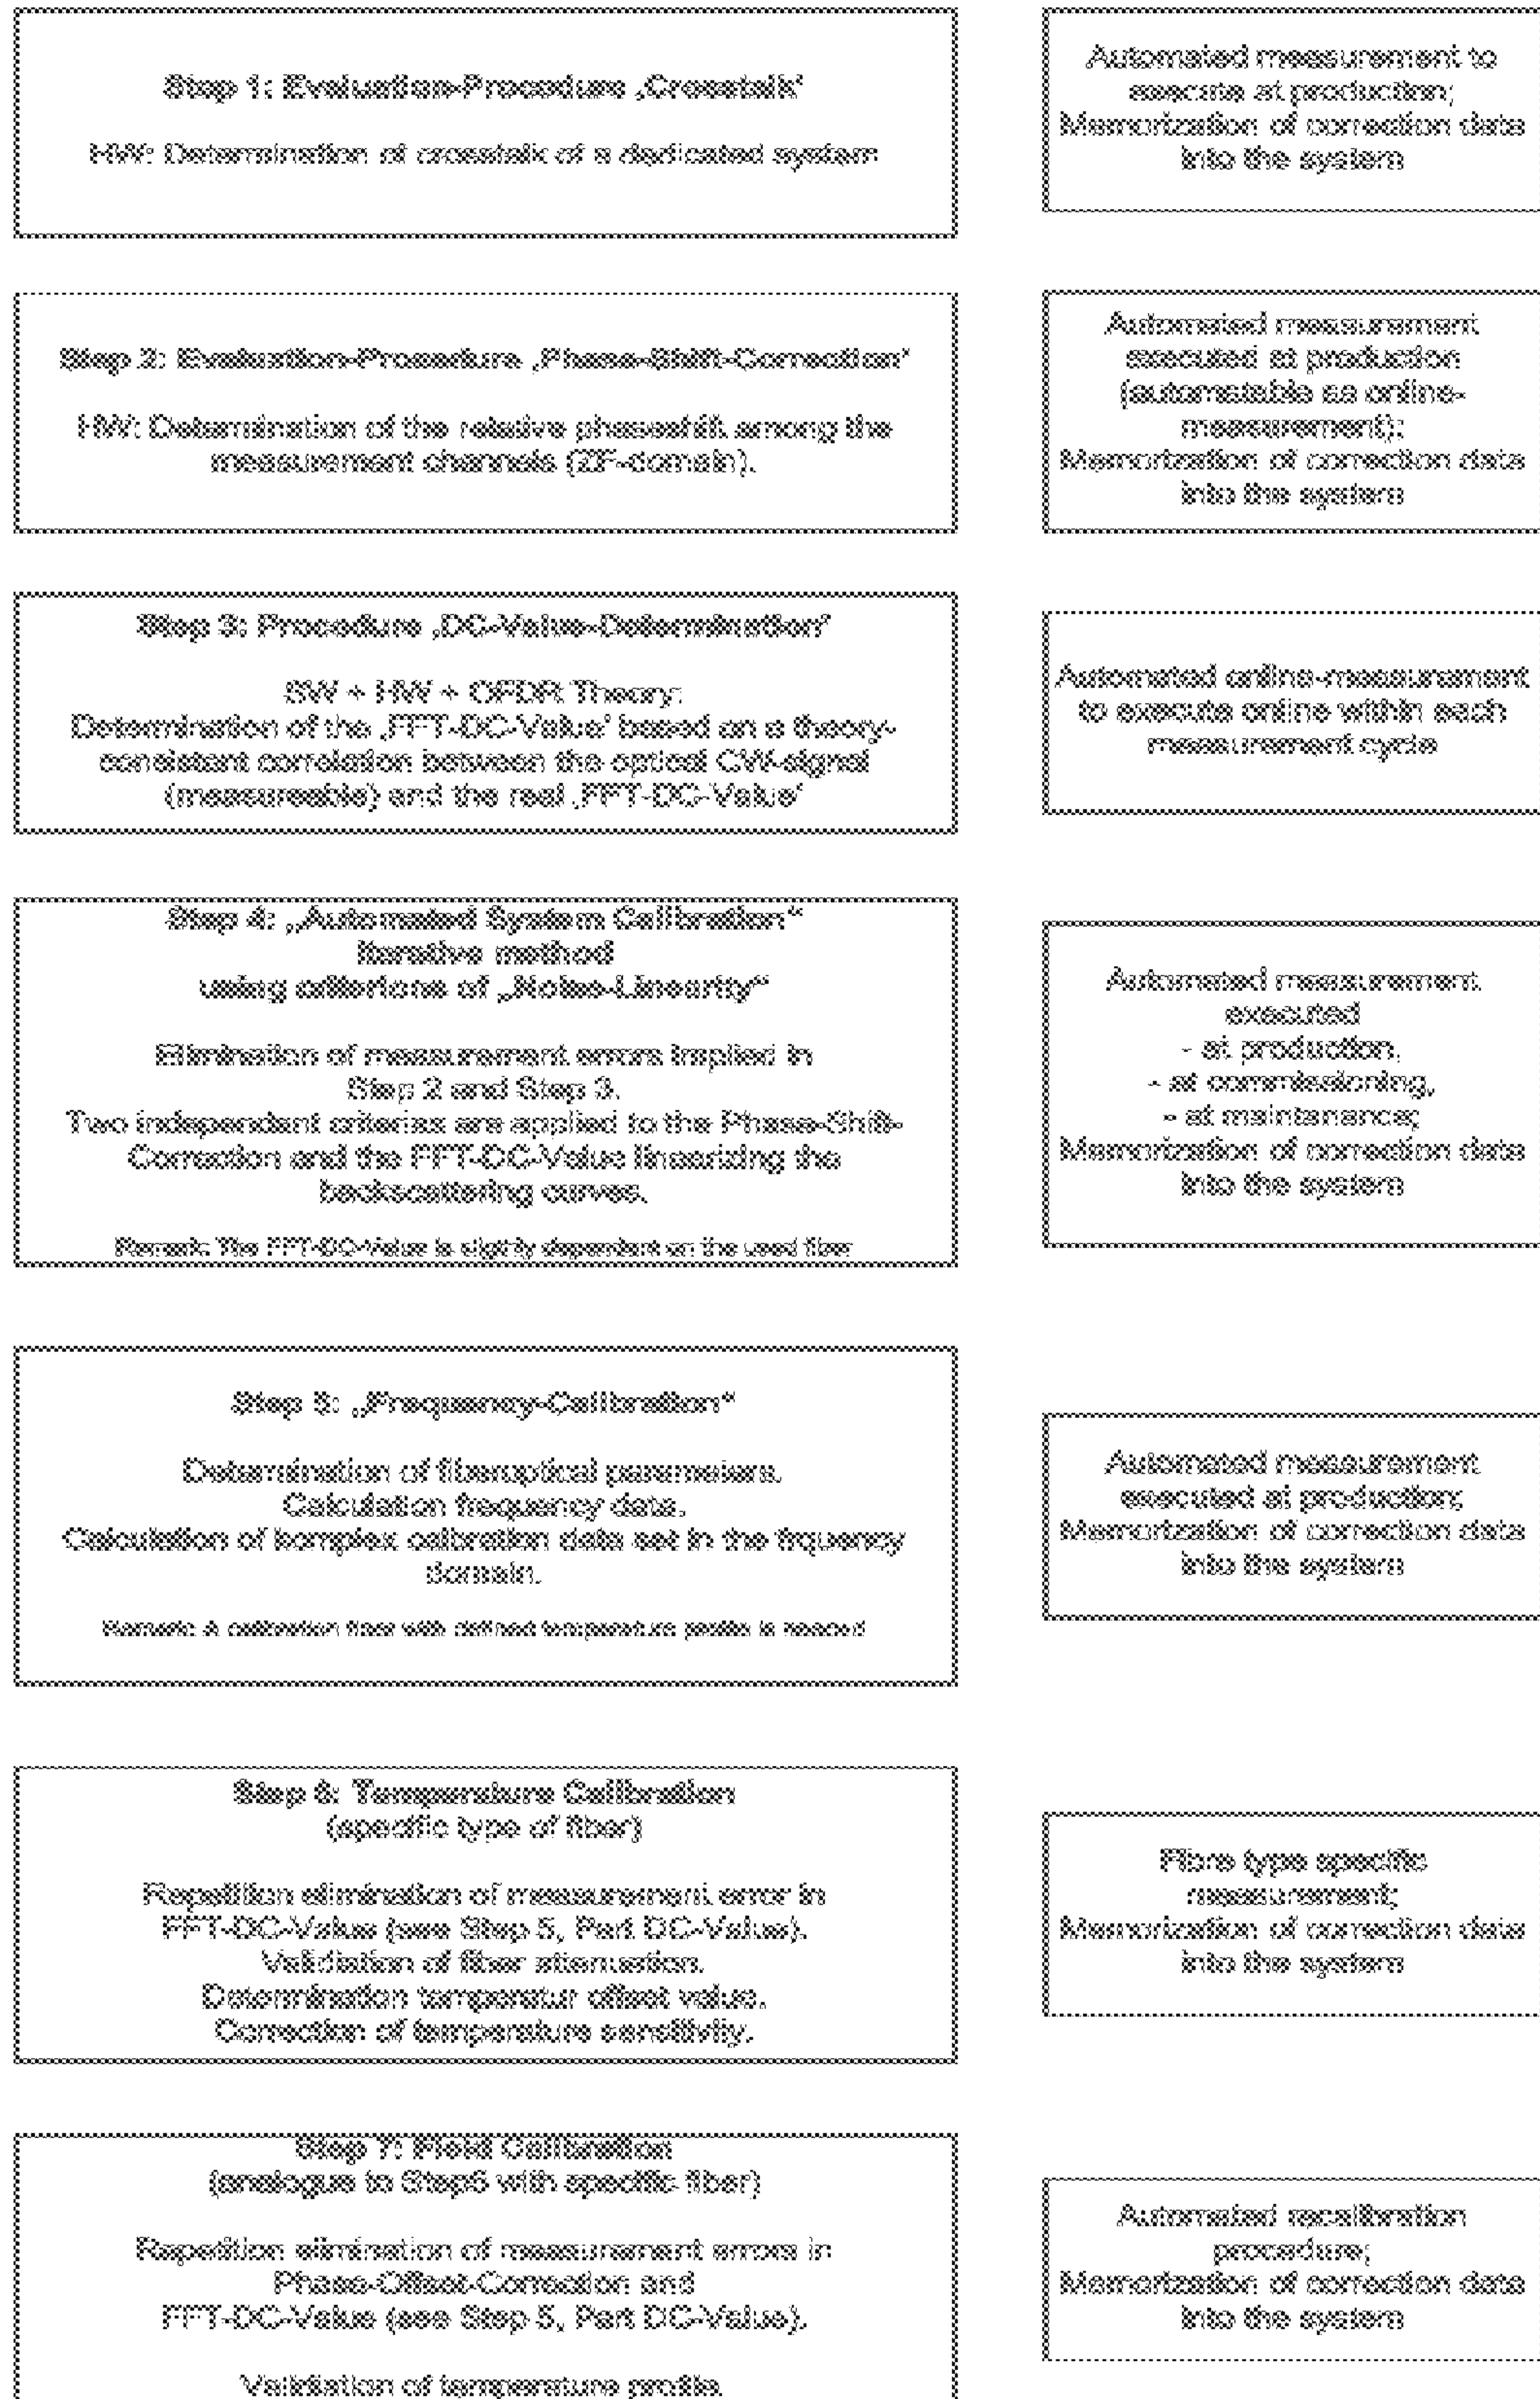 Step 1: Evaluation-Procedure ‚Crosstalk'
HW: Determination of crosstalk of a dedicated system
Automated measurement to
execute at production;
Memorization of correction data
into the system
Step 2: Evaluation-Procedure ‚Phase-Shift-Correction'
HW: Determination of the relative phaseshift among the
measurement channels (ZF-domain).
Automated measurement
executed at production
(automatable as online-
measurement);
Memorization of correction data
into the system
Step 3: Procedure ‚DC-Value-Determination'
SW + HW + OFDR Theory:
Determination of the ‚FFT-DC-Value' based on a theory-
consistent correlation between the optical CW-signal
(measureable) and the real ‚FFT-DC-Value'
Automated online-measurement
to execute online within each
measurement cycle
Step 4: „Automated System Calibration“
Iterative method
using criterions of „Noise-Linearity“
Elimination of measurement errors implied in
Step 2 and Step 3.
Two independent criterias are applied to the Phase-Shift-
Correction and the FFT-DC-Value linearizing the
backscattering curves.
Remark: The FFT-DC-Value is slightly dependent on the used fiber
Automated measurement
executed
- at production,
- at commissioning,
- at maintenance;
Memorization of correction data
into the system
Step 5: „Frequency-Calibration“
Determination of fiberoptical parameters.
Calculation frequency data.
Calculation of komplex calibration data set in the frquency
domain.
Remark: A calibration fiber with defined temperature profile is needed
Automated measurement
executed at production;
Memorization of correction data
into the system
Step 6: Temperature Calibration
(specific type of fiber)
Repetition elimination of measurement error in
FFT-DC-Value (see Step 5, Part DC-Value).
Validiation of fiber attenuation.
Determination temperatur offset value.
Correction of temperature sensitivity.
Fibre type specific
measurement;
Memorization of correction data
into the system
Step 7: Field Calibration
(analogue to Step6 with specific fiber)
Repetition elimination of measurement errors in
Phase-Offset-Correction and
FFT-DC-Value (see Step 5, Part DC-Value).
Validiation of temperature profile.
Automated recalibration
procedure;
Memorization of correction data
into the system